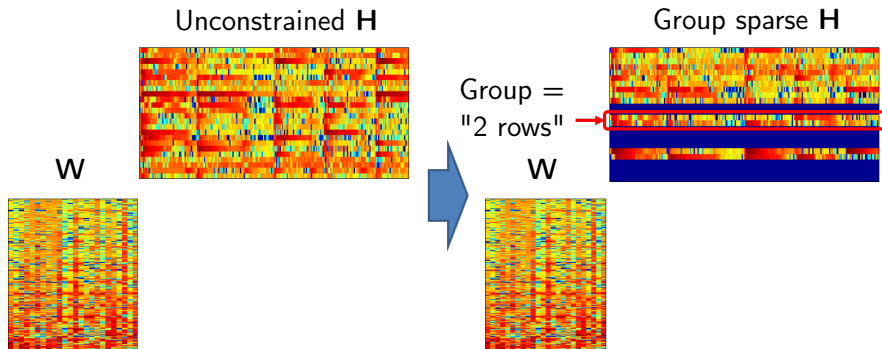 Unconstrained H
W
Group sparse H
Group =
"2 rows"
W